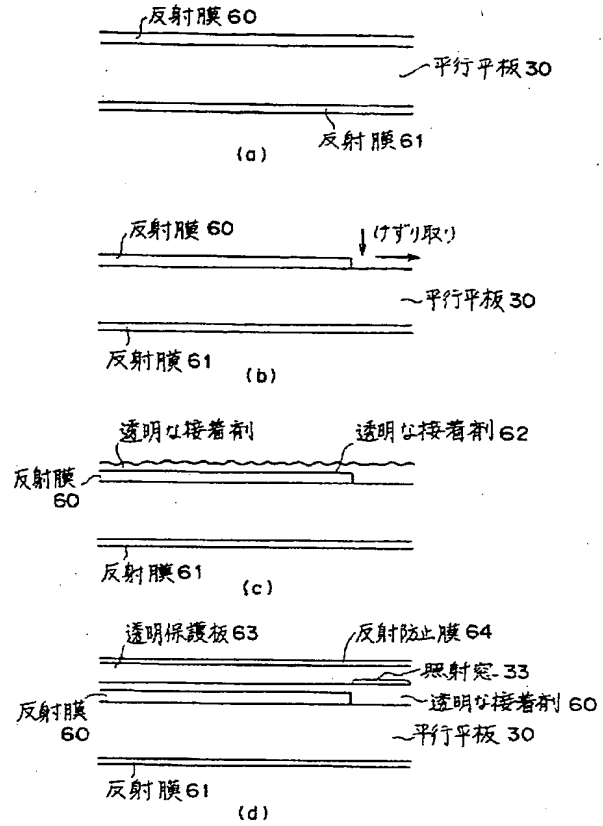 反射膜60
平行平板30
反射膜61
(a)
反射膜60
けずり取り
平行平板30
反射膜61
(b)
透明な接着剤
透明な接着剤62
反射膜
60
反射膜61
(c)
透明保護板63
反射防止膜64
照射窓33
反射膜
60
透明な接着剤60
平行平板30
反射膜61
(d)